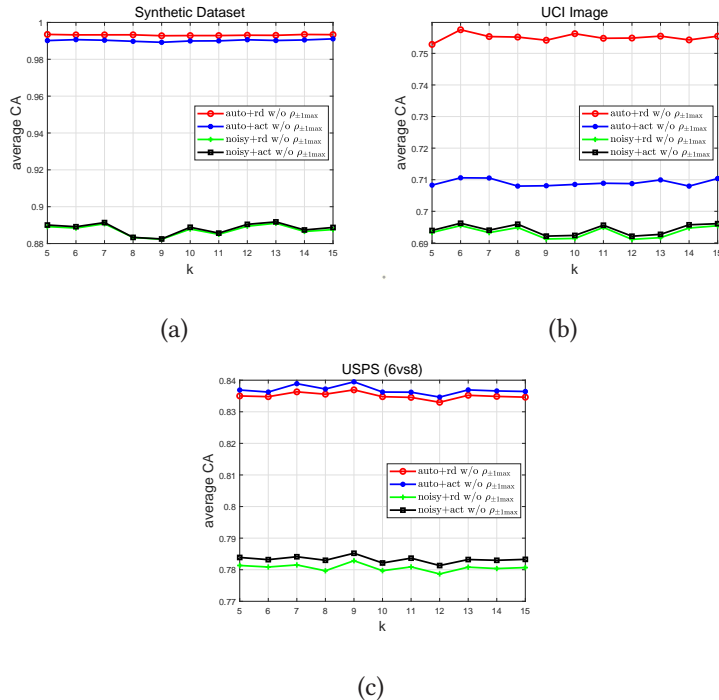 Synthetic Dataset
1
0.98
0.96
0.94
0.92
0.9
0.88
average CA
auto+rd w/o ρ±1max
auto+act w/o ρ±1max
noisy+rd w/o ρ±1max
noisy+act w/o ρ±1max
5 6 7 8 9 10 11 12 13 14 15
k
(a)
UCI Image
0.75
0.74
0.73
0.72
0.71
0.7
0.69
average CA
auto+rd w/o ρ±1max
auto+act w/o ρ±1max
noisy+rd w/o ρ±1max
noisy+act w/o ρ±1max
5 6 7 8 9 10 11 12 13 14 15
k
(b)
USPS (6vs8)
0.84
0.83
0.82
0.81
0.8
0.79
0.78
0.77
average CA
auto+rd w/o ρ±1max
auto+act w/o ρ±1max
noisy+rd w/o ρ±1max
noisy+act w/o ρ±1max
5 6 7 8 9 10 11 12 13 14 15
k
(c)